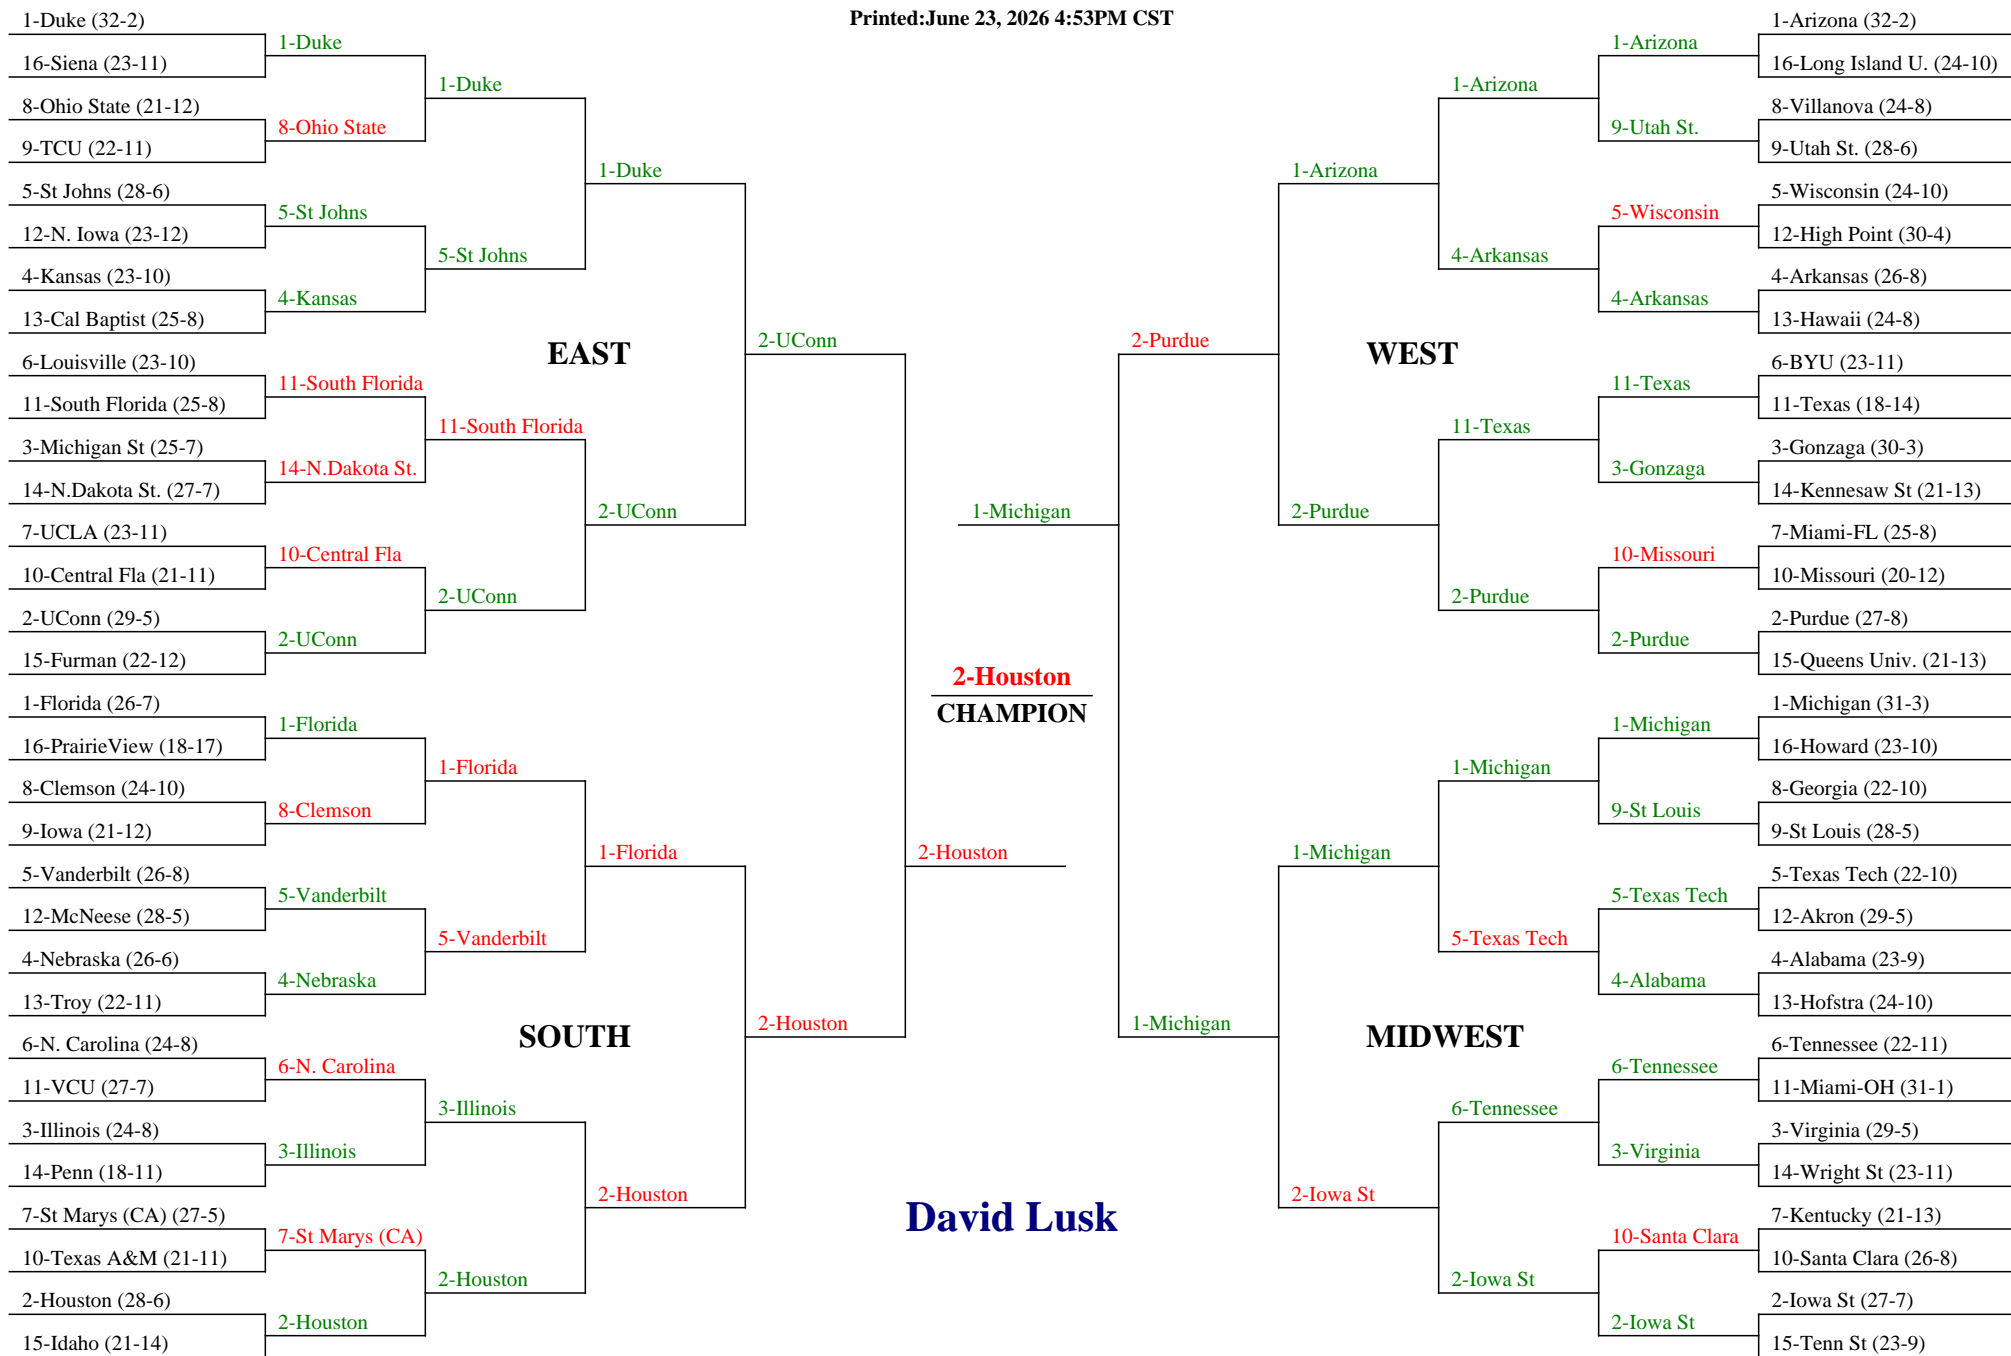 Printed:June 23, 2026 4:53PM CST
1-Duke (32-2)
16-Siena (23-11)
8-Ohio State (21-12)
9-TCU (22-11)
5-St Johns (28-6)
12-N. Iowa (23-12)
4-Kansas (23-10)
13-Cal Baptist (25-8)
6-Louisville (23-10)
11-South Florida (25-8)
3-Michigan St (25-7)
14-N.Dakota St. (27-7)
7-UCLA (23-11)
10-Central Fla (21-11)
2-UConn (29-5)
15-Furman (22-12)
1-Florida (26-7)
16-PrairieView (18-17)
8-Clemson (24-10)
9-Iowa (21-12)
5-Vanderbilt (26-8)
12-McNeese (28-5)
4-Nebraska (26-6)
13-Troy (22-11)
6-N. Carolina (24-8)
11-VCU (27-7)
3-Illinois (24-8)
14-Penn (18-11)
7-St Marys (CA) (27-5)
10-Texas A&M (21-11)
2-Houston (28-6)
15-Idaho (21-14)
1-Duke
8-Ohio State
5-St Johns
4-Kansas
11-South Florida
14-N.Dakota St.
10-Central Fla
2-UConn
1-Florida
8-Clemson
5-Vanderbilt
4-Nebraska
6-N. Carolina
3-Illinois
7-St Marys (CA)
2-Houston
1-Duke
5-St Johns
11-South Florida
2-UConn
1-Florida
5-Vanderbilt
3-Illinois
2-Houston
1-Duke
2-UConn
1-Florida
2-Houston
EAST
SOUTH
2-UConn
2-Houston
2-Houston
1-Michigan
2-Houston
CHAMPION
David Lusk
2-Purdue
1-Michigan
WEST
MIDWEST
1-Arizona
2-Purdue
1-Michigan
2-Iowa St
1-Arizona
4-Arkansas
11-Texas
2-Purdue
1-Michigan
5-Texas Tech
6-Tennessee
2-Iowa St
1-Arizona
9-Utah St.
5-Wisconsin
4-Arkansas
11-Texas
3-Gonzaga
10-Missouri
2-Purdue
1-Michigan
9-St Louis
5-Texas Tech
4-Alabama
6-Tennessee
3-Virginia
10-Santa Clara
2-Iowa St
1-Arizona (32-2)
16-Long Island U. (24-10)
8-Villanova (24-8)
9-Utah St. (28-6)
5-Wisconsin (24-10)
12-High Point (30-4)
4-Arkansas (26-8)
13-Hawaii (24-8)
6-BYU (23-11)
11-Texas (18-14)
3-Gonzaga (30-3)
14-Kennesaw St (21-13)
7-Miami-FL (25-8)
10-Missouri (20-12)
2-Purdue (27-8)
15-Queens Univ. (21-13)
1-Michigan (31-3)
16-Howard (23-10)
8-Georgia (22-10)
9-St Louis (28-5)
5-Texas Tech (22-10)
12-Akron (29-5)
4-Alabama (23-9)
13-Hofstra (24-10)
6-Tennessee (22-11)
11-Miami-OH (31-1)
3-Virginia (29-5)
14-Wright St (23-11)
7-Kentucky (21-13)
10-Santa Clara (26-8)
2-Iowa St (27-7)
15-Tenn St (23-9)